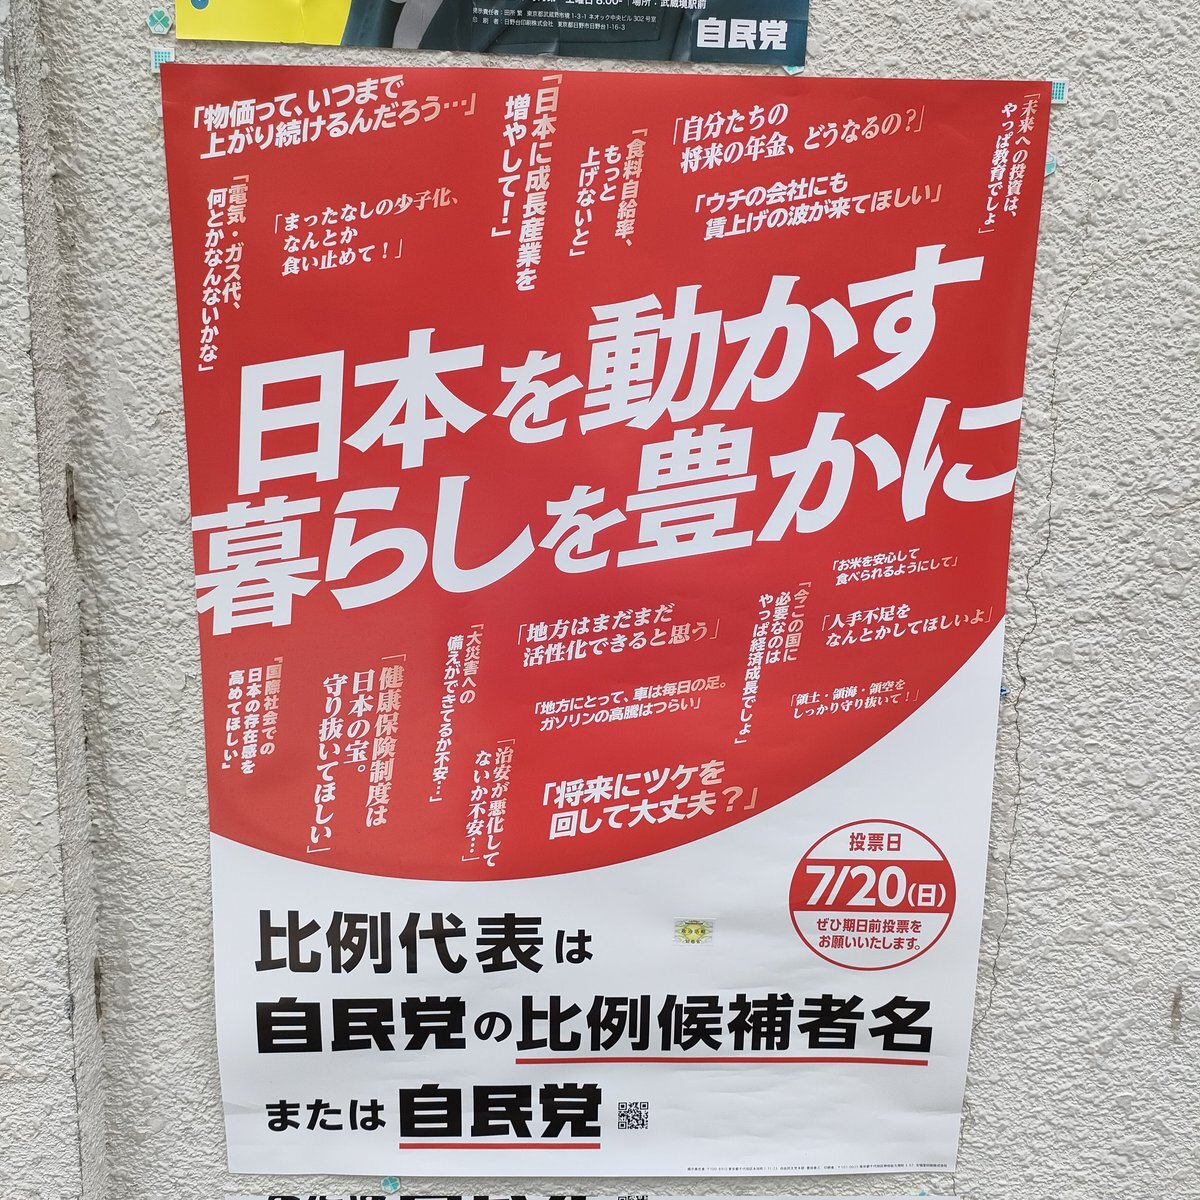 場所：武蔵境駅前
自民党
「物価って、いつまで
上がり続けるんだろう…」
「日本に成長産業を
増やして！」
「食料自給率、
もっと
上げないと」
「自分たちの
将来の年金、どうなるの？」
「未来への投資は、
やっぱ教育でしょ」
「電気・ガス代、
何とかなんないかな」
「まったなしの少子化、
なんとか
食い止めて！」
「ウチの会社にも
賃上げの波が来てほしい」
日本を動かす
暮らしを豊かに
「お米を安心して
食べられるようにして」
「今この国に
必要なのは
やっぱ経済成長でしょ」
「人手不足を
なんとかしてほしいよ」
「地方はまだまだ
活性化できると思う」
「大災害への
備えができてるか不安…」
「国際社会での
日本の存在感を
高めてほしい」
「健康保険制度は
日本の宝。
守り抜いてほしい」
「地方にとって、車は毎日の足。
ガソリンの高騰はつらい」
「領土・領海・領空を
しっかり守り抜いて！」
「治安が悪化して
ないか不安…」
「将来にツケを
回して大丈夫？」
投票日
7/20(日)
ぜひ期日前投票を
お願いいたします。
比例代表は
自民党の比例候補者名
または自民党